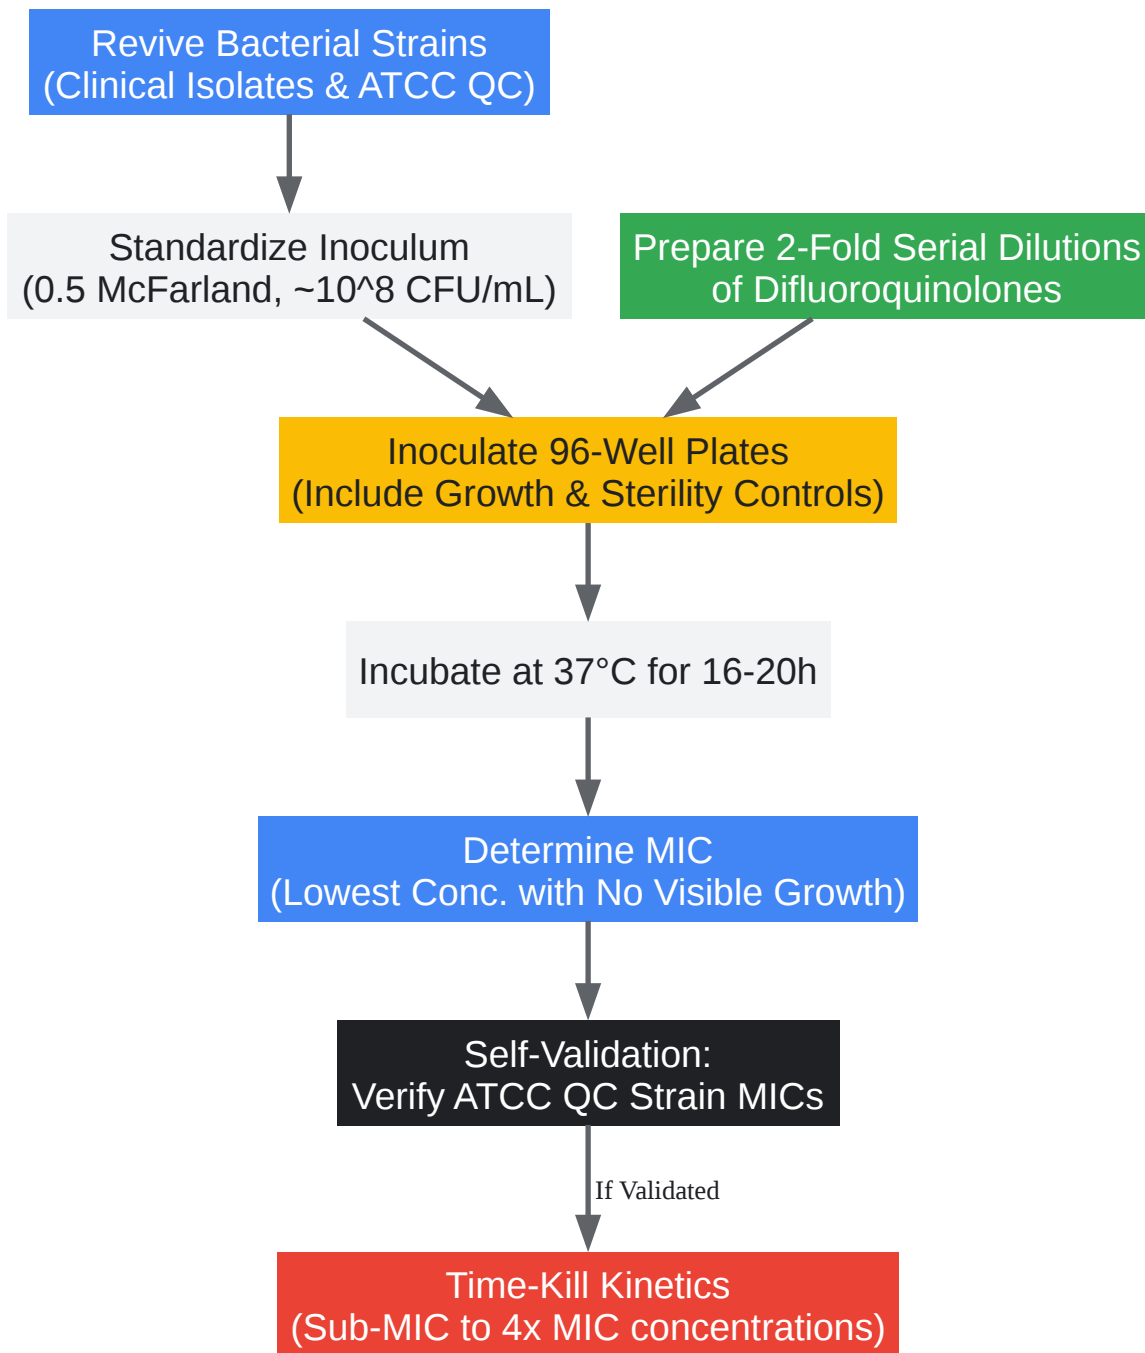 Revive Bacterial Strains
(Clinical Isolates & ATCC QC)
Standardize Inoculum
(0.5 McFarland, ~10^8 CFU/mL)
Prepare 2-Fold Serial Dilutions
of Difluoroquinolones
Inoculate 96-Well Plates
(Include Growth & Sterility Controls)
Incubate at 37°C for 16-20h
Determine MIC
(Lowest Conc. with No Visible Growth)
Self-Validation:
Verify ATCC QC Strain MICs
If Validated
Time-Kill Kinetics
(Sub-MIC to 4x MIC concentrations)